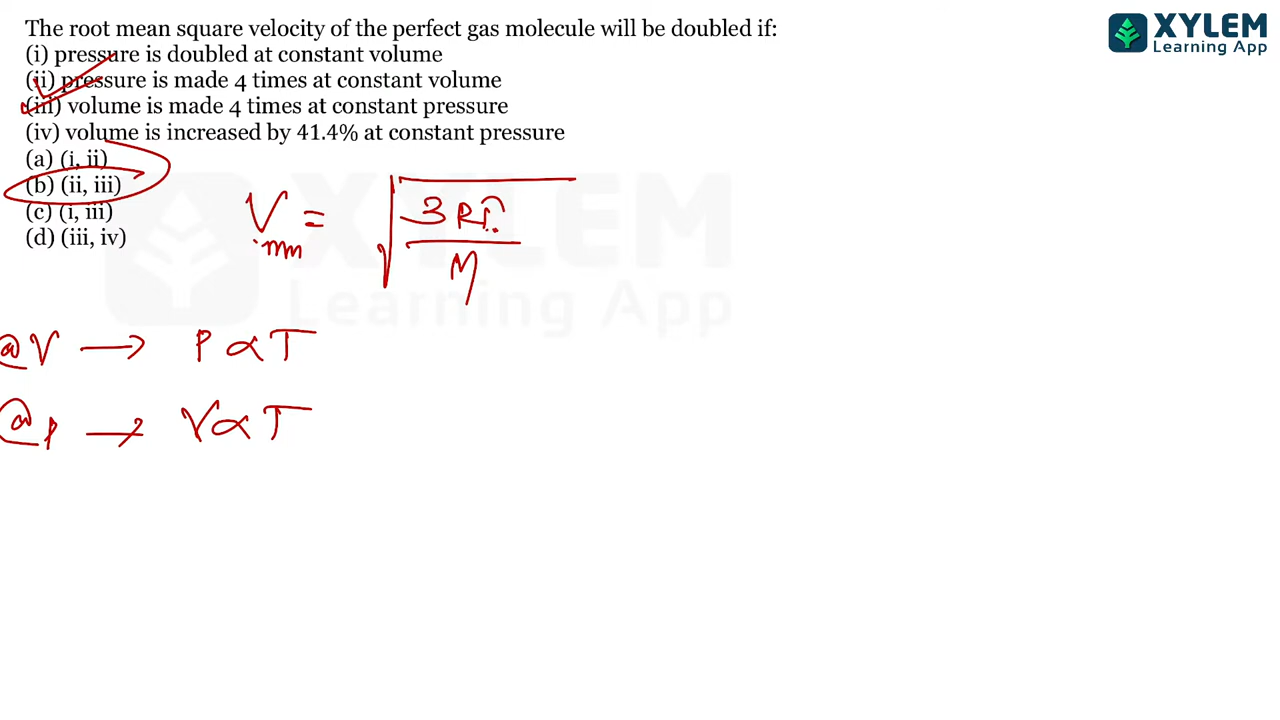 The root mean square velocity of the perfect gas molecule will be doubled if:
(i) pressure is doubled at constant volume
(ii) pressure is made 4 times at constant volume
(iii) volume is made 4 times at constant pressure
(iv) volume is increased by 41.4% at constant pressure
(a) (i, ii)
(b) (ii, iii)
(c) (i, iii)
(d) (iii, iv)
XYLEM
Learning App
V =
√ 3RT
M
@V → P ∝ T
@P → V ∝ T
XYLEM
Learning App